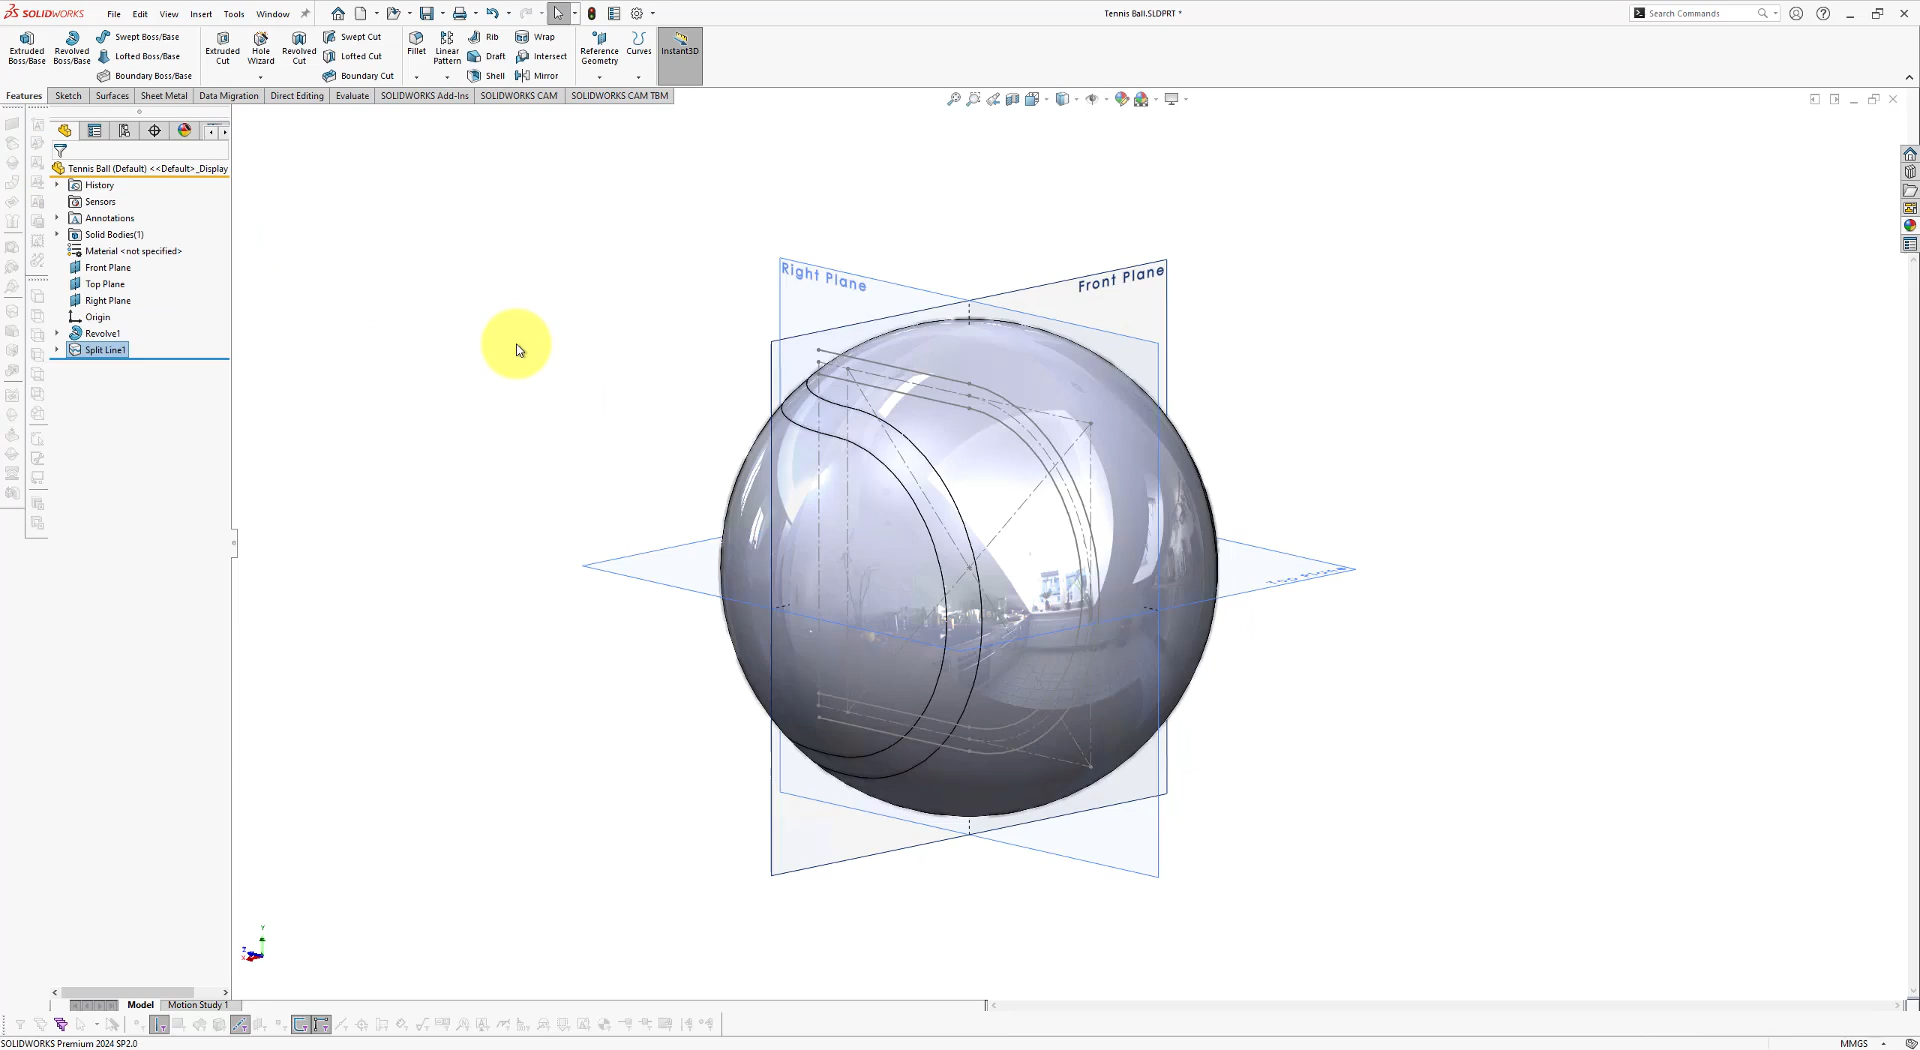 SOLIDWORKS File Edit View Insert Tools Window
Tennis Ball.SLDPRT *
Search Commands
Extruded Boss/Base
Revolved Boss/Base
Swept Boss/Base
Lofted Boss/Base
Boundary Boss/Base
Extruded Cut
Hole Wizard
Revolved Cut
Swept Cut
Lofted Cut
Boundary Cut
Fillet
Linear Pattern
Rib
Draft
Shell
Wrap
Intersect
Mirror
Reference Geometry
Curves
Instant3D
Features Sketch Surfaces Sheet Metal Data Migration Direct Editing Evaluate SOLIDWORKS Add-Ins SOLIDWORKS CAM SOLIDWORKS CAM TBM
Tennis Ball (Default) <<Default>_Display
History
Sensors
Annotations
Solid Bodies(1)
Material <not specified>
Front Plane
Top Plane
Right Plane
Origin
Revolve1
Split Line1
Right Plane
Front Plane
Top Plane
Y
Z
X
Model Motion Study 1
SOLIDWORKS Premium 2024 SP2.0
MMGS